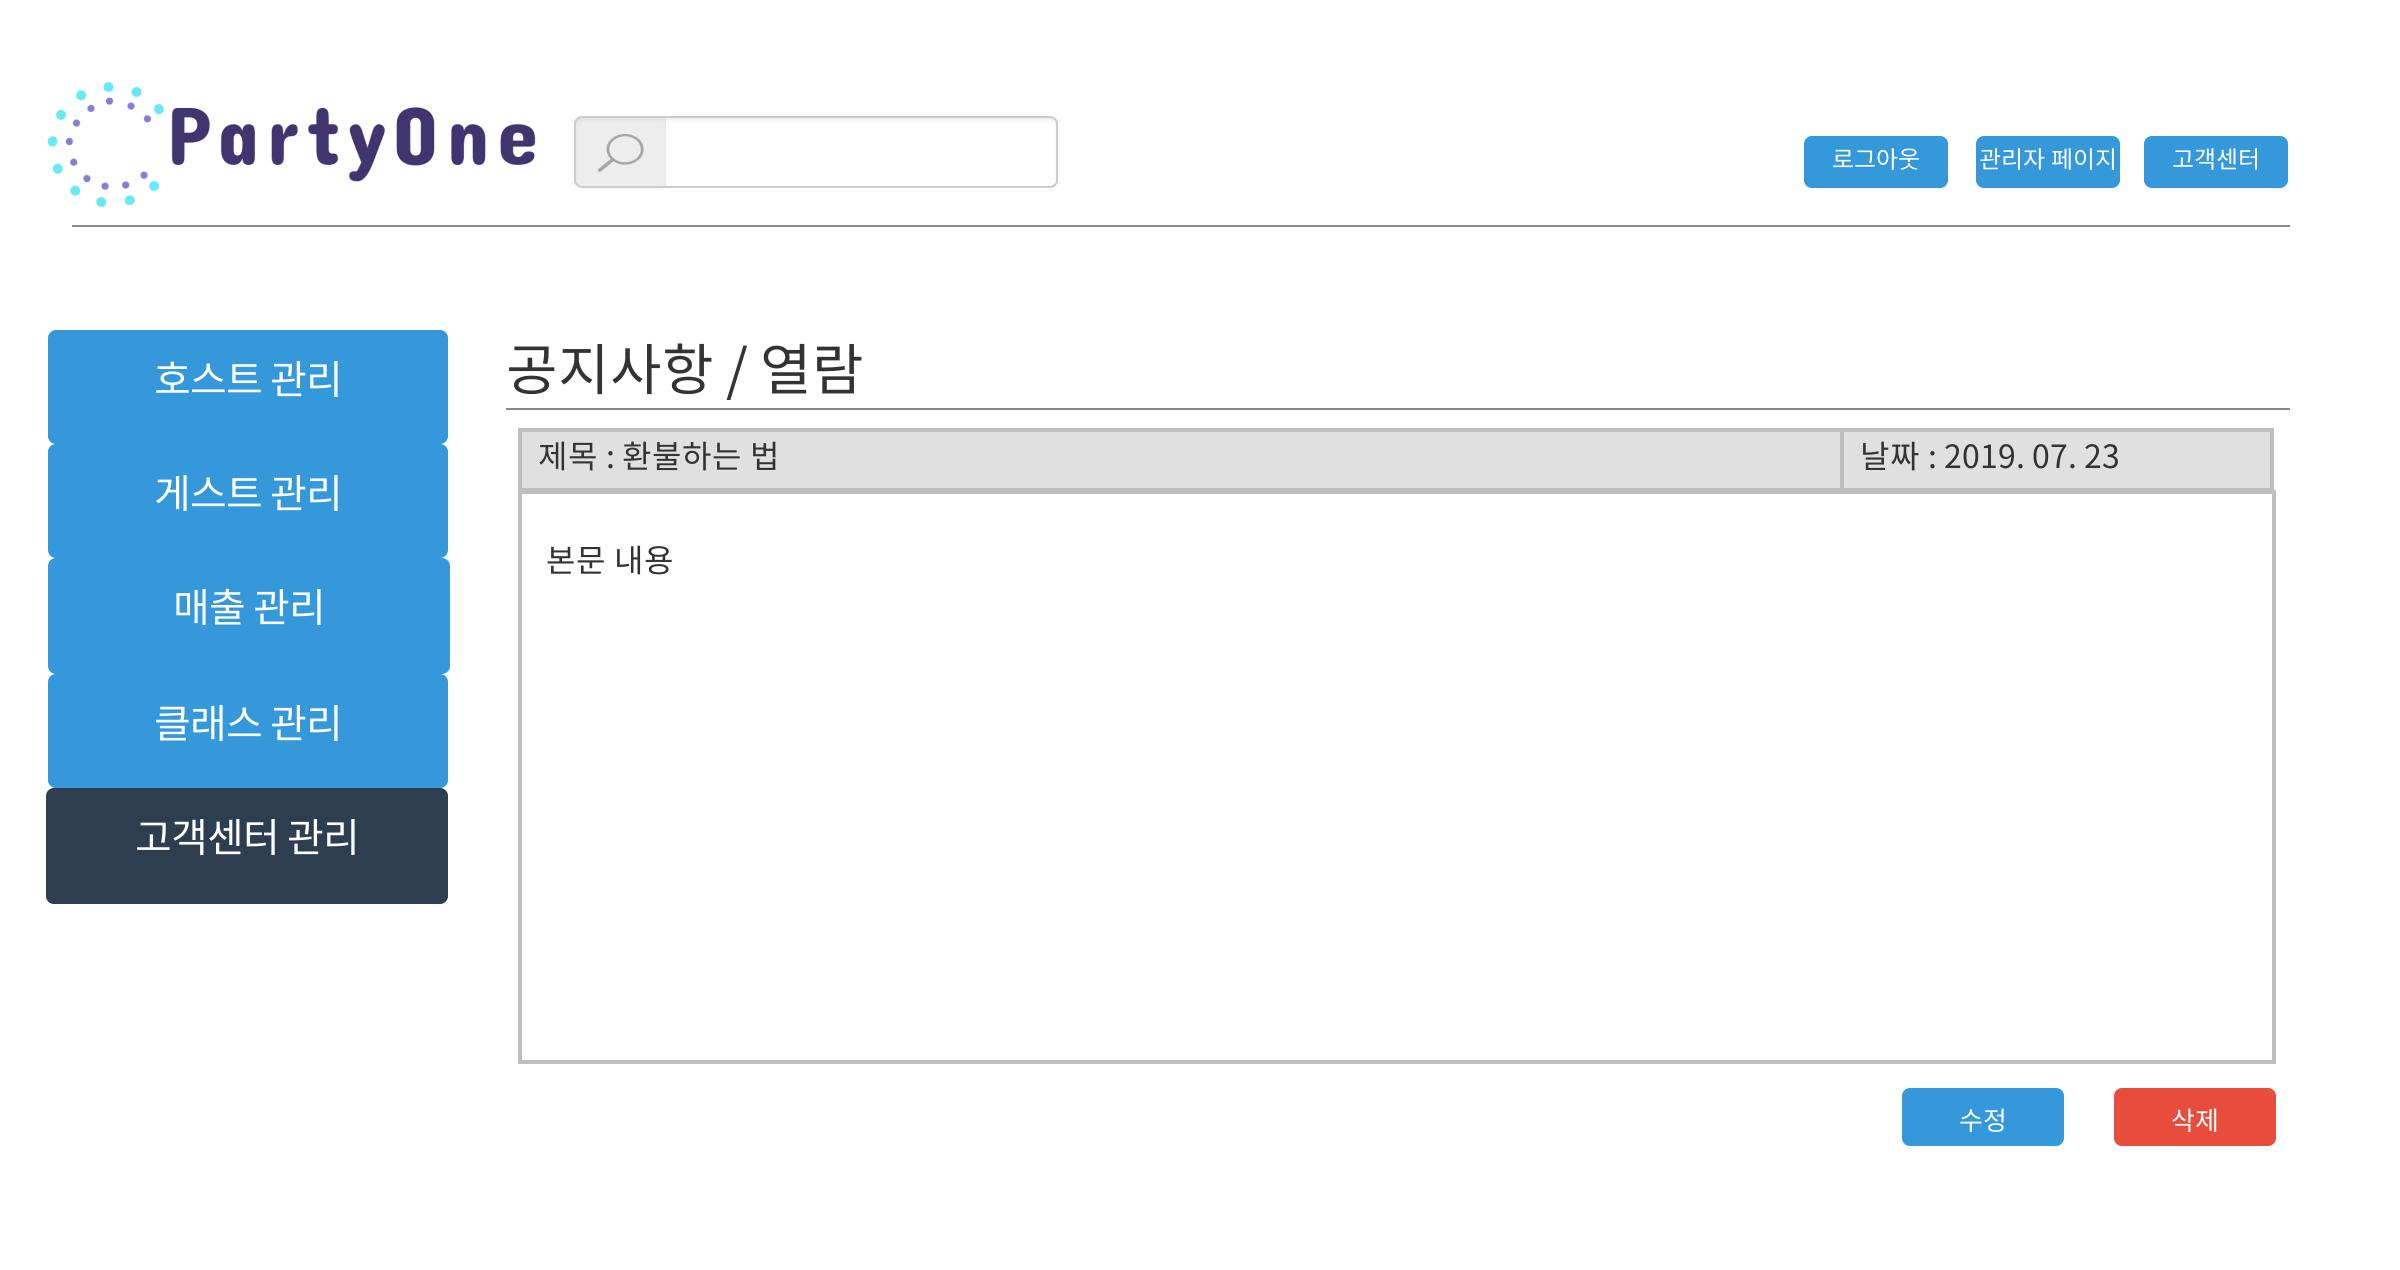 PartyOne
로그아웃
관리자 페이지
고객센터
호스트 관리
게스트 관리
매출 관리
클래스 관리
고객센터 관리
공지사항 / 열람
제목 : 환불하는 법
날짜 : 2019. 07. 23
본문 내용
수정
삭제